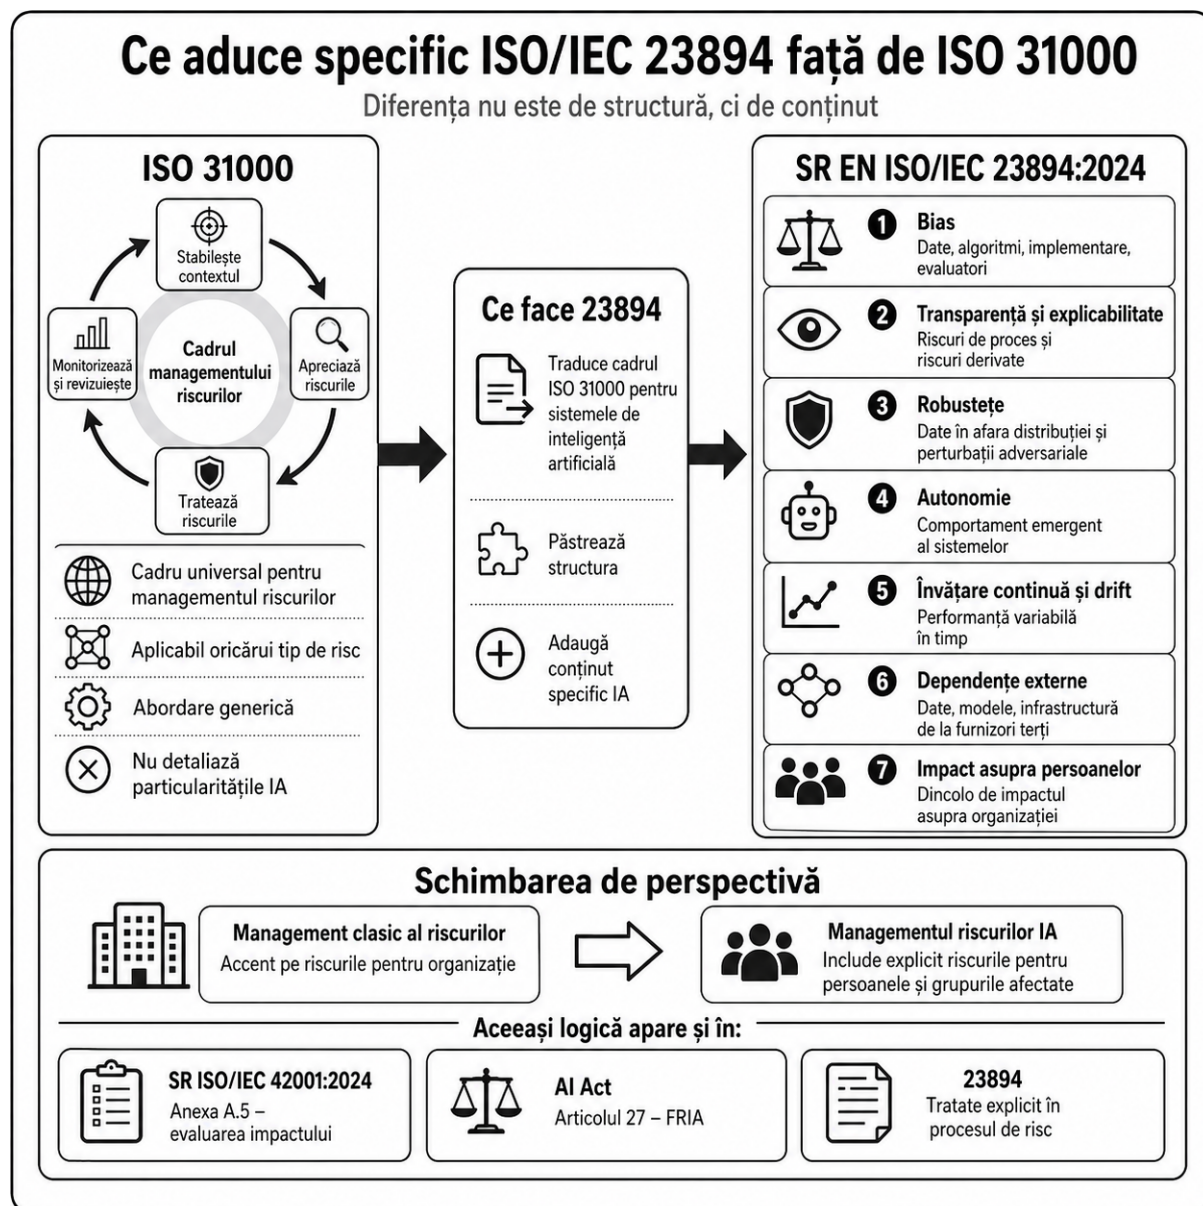 Ce aduce specific ISO/IEC 23894 față de ISO 31000
Diferența nu este de structură, ci de conținut
ISO 31000
Stabilește
contextul
Apreciază
riscurile
Tratează
riscurile
Monitorizează
și revizuiește
Cadrul
managementului
riscurilor
Cadru universal pentru
managementul riscurilor
Aplicabil oricărui tip de risc
Abordare generică
Nu detaliază
particularitățile IA
Ce face 23894
Traduce cadrul
ISO 31000 pentru
sistemele de
inteligență
artificială
Păstrează
structura
Adaugă
conținut
specific IA
SR EN ISO/IEC 23894:2024
1 Bias
Date, algoritmi, implementare,
evaluatori
2 Transparență și explicabilitate
Riscuri de proces și
riscuri derivate
3 Robustețe
Date în afara distribuției și
perturbații adversariale
4 Autonomie
Comportament emergent
al sistemelor
5 Învățare continuă și drift
Performanță variabilă
în timp
6 Dependențe externe
Date, modele, infrastructură
de la furnizori terți
7 Impact asupra persoanelor
Dincolo de impactul
asupra organizației
Schimbarea de perspectivă
Management clasic al riscurilor
Accent pe riscurile pentru organizație
Managementul riscurilor IA
Include explicit riscurile pentru
persoanele și grupurile afectate
Aceeași logică apare și în:
SR ISO/IEC 42001:2024
Anexa A.5 –
evaluarea impactului
AI Act
Articolul 27 – FRIA
23894
Tratate explicit în
procesul de risc